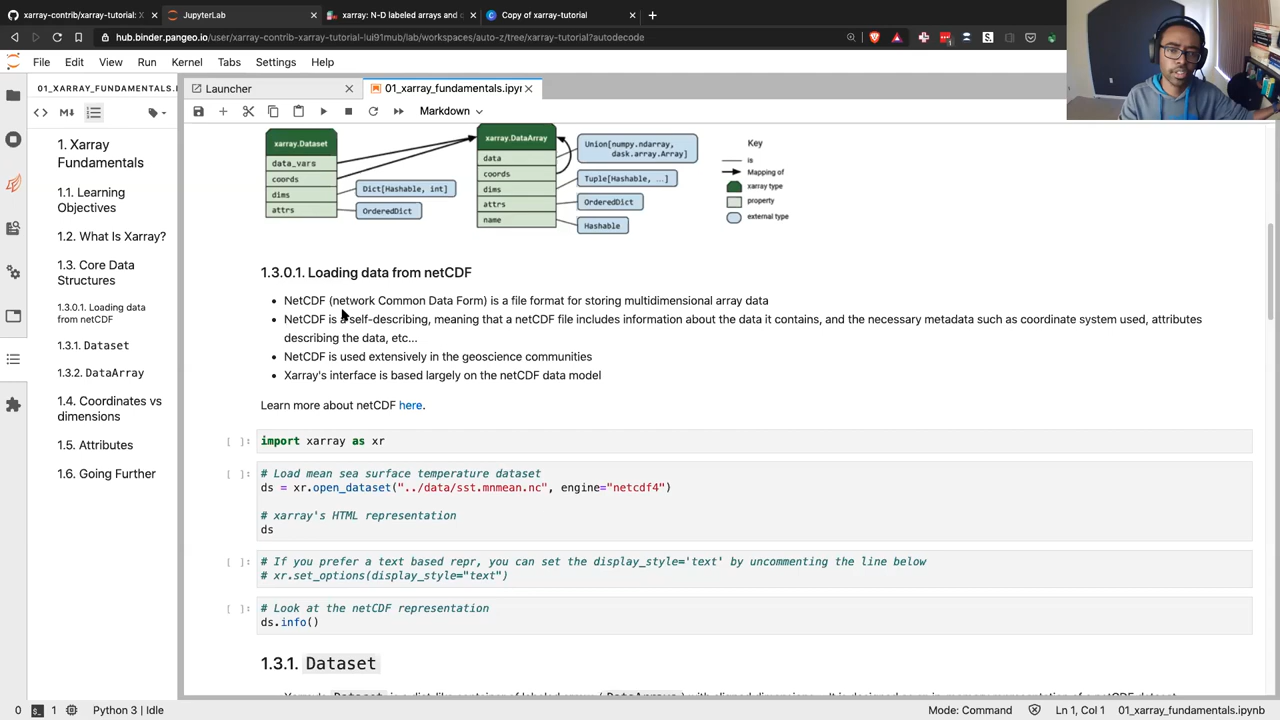 xarray-contrib/xarray-tutorial: X
JupyterLab
xarray: N-D labeled arrays and d
Copy of xarray-tutorial
hub.binder.pangeo.io/user/xarray-contrib-xarray-tutorial-lui91mub/lab/workspaces/auto-z/tree/xarray-tutorial?autodecode
File Edit View Run Kernel Tabs Settings Help
01_XARRAY_FUNDAMENTALS.I
Launcher
01_xarray_fundamentals.ipyn
Markdown
1. Xarray
Fundamentals
1.1. Learning
Objectives
1.2. What Is Xarray?
1.3. Core Data
Structures
1.3.0.1. Loading data
from netCDF
1.3.1. Dataset
1.3.2. DataArray
1.4. Coordinates vs
dimensions
1.5. Attributes
1.6. Going Further
xarray.Dataset
data_vars
coords
dims
attrs
Dict[Hashable, int]
OrderedDict
xarray.DataArray
data
coords
dims
attrs
name
Union[numpy.ndarray,
dask.array.Array]
Tuple[Hashable, ...]
OrderedDict
Hashable
Key
is
Mapping of
xarray type
property
external type
1.3.0.1. Loading data from netCDF
NetCDF (network Common Data Form) is a file format for storing multidimensional array data
NetCDF is a self-describing, meaning that a netCDF file includes information about the data it contains, and the necessary metadata such as coordinate system used, attributes
describing the data, etc...
NetCDF is used extensively in the geoscience communities
Xarray's interface is based largely on the netCDF data model
Learn more about netCDF here.
[ ]: import xarray as xr
[ ]: # Load mean sea surface temperature dataset
ds = xr.open_dataset("../data/sst.mnmean.nc", engine="netcdf4")
# xarray's HTML representation
ds
[ ]: # If you prefer a text based repr, you can set the display_style='text' by uncommenting the line below
# xr.set_options(display_style="text")
[ ]: # Look at the netCDF representation
ds.info()
1.3.1. Dataset
0 1 Python 3 | Idle
Mode: Command Ln 1, Col 1 01_xarray_fundamentals.ipynb